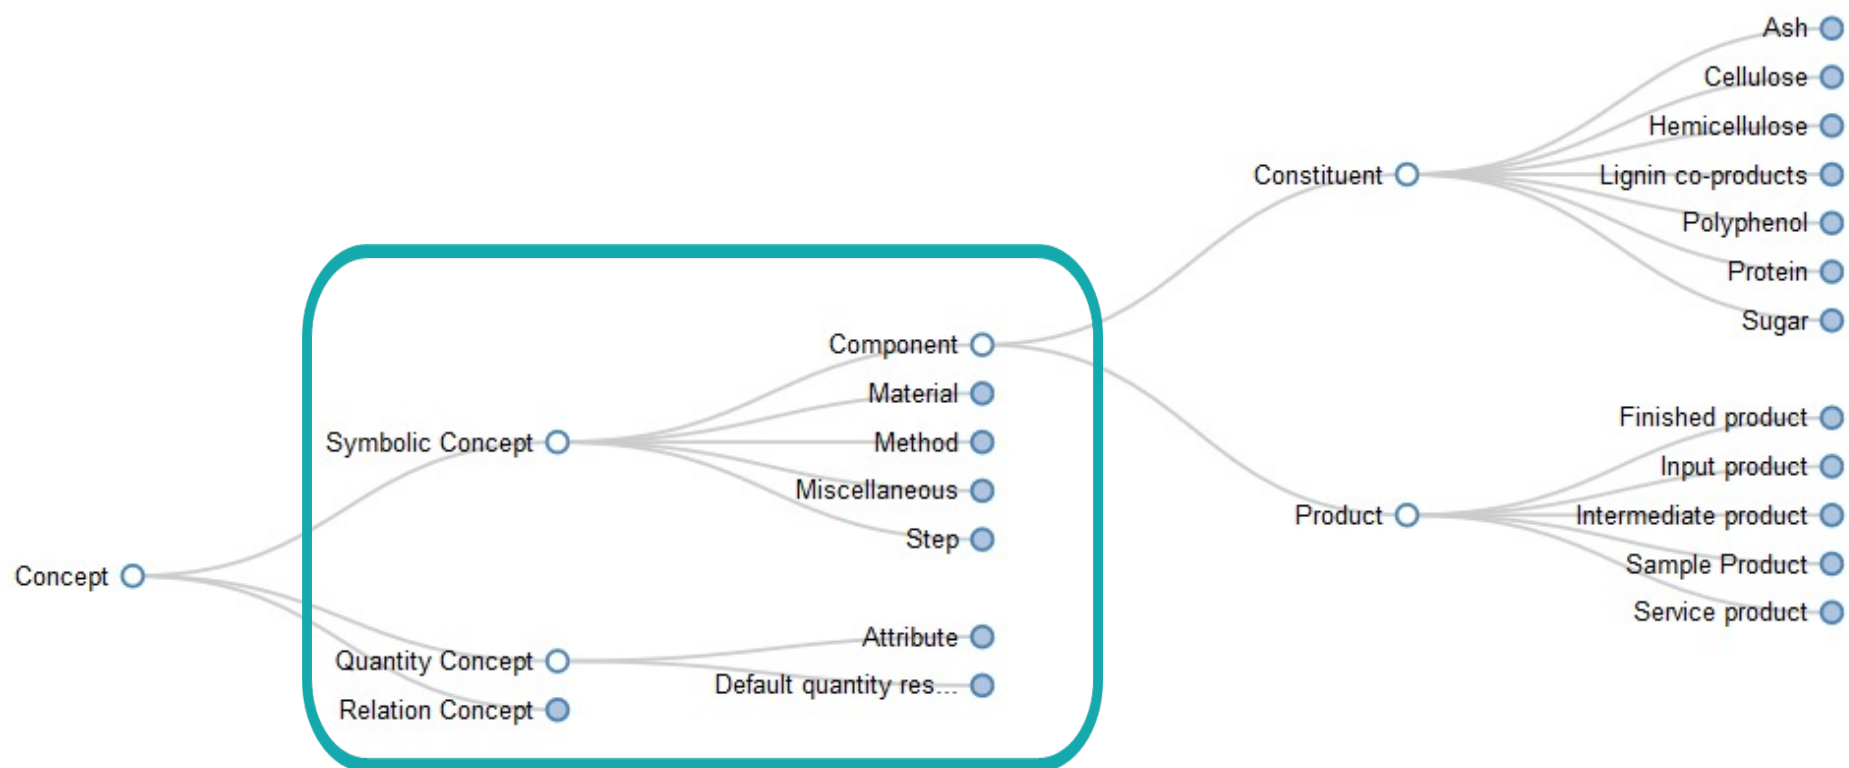 Ash
Cellulose
Hemicellulose
Constituent
Lignin co-products
Polyphenol
Protein
Sugar
Component
Material
Finished product
Symbolic Concept
Method
Input product
Miscellaneous
Product
Intermediate product
Step
Sample Product
Concept
Service product
Attribute
Quantity Concept
Default quantity res...
Relation Concept